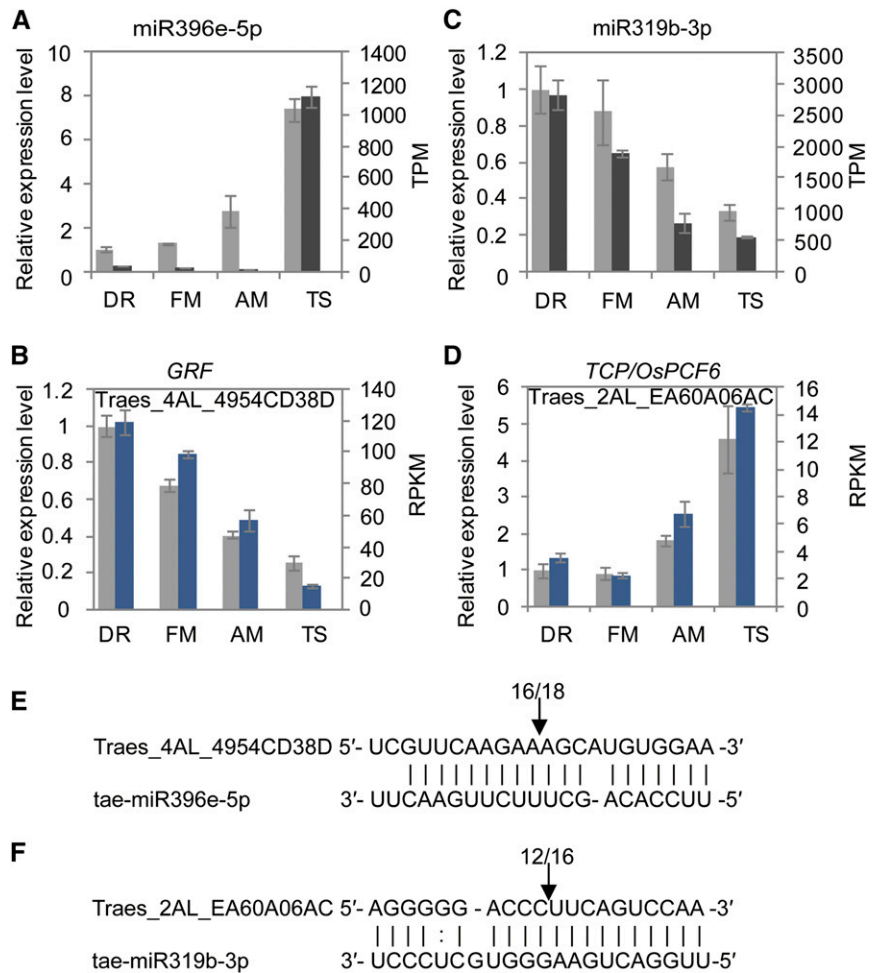 A
miR396e-5p
Relative expression level
10
8
6
4
2
0
1400
1200
1000
800
600
400
200
0
TPM
DR FM AM TS
C
miR319b-3p
Relative expression level
1.2
1
0.8
0.6
0.4
0.2
0
3500
3000
2500
2000
1500
1000
500
0
TPM
DR FM AM TS
B
GRF
Traes_4AL_4954CD38D
Relative expression level
1.2
1
0.8
0.6
0.4
0.2
0
140
120
100
80
60
40
20
0
RPKM
DR FM AM TS
D
TCP/OsPCF6
Traes_2AL_EA60A06AC
Relative expression level
6
5
4
3
2
1
0
16
14
12
10
8
6
4
2
0
RPKM
DR FM AM TS
E
16/18
Traes_4AL_4954CD38D 5′- UCGUUCAAGAAAGCAUGUGGAA -3′
tae-miR396e-5p 3′- UUCAAGUUCUUUCG- ACACCUU -5′
F
12/16
Traes_2AL_EA60A06AC 5′- AGGGGG -ACCCUUCAGUCCAA -3′
tae-miR319b-3p 3′- UCCCUCGUGGGAAGUCAGGUU-5′